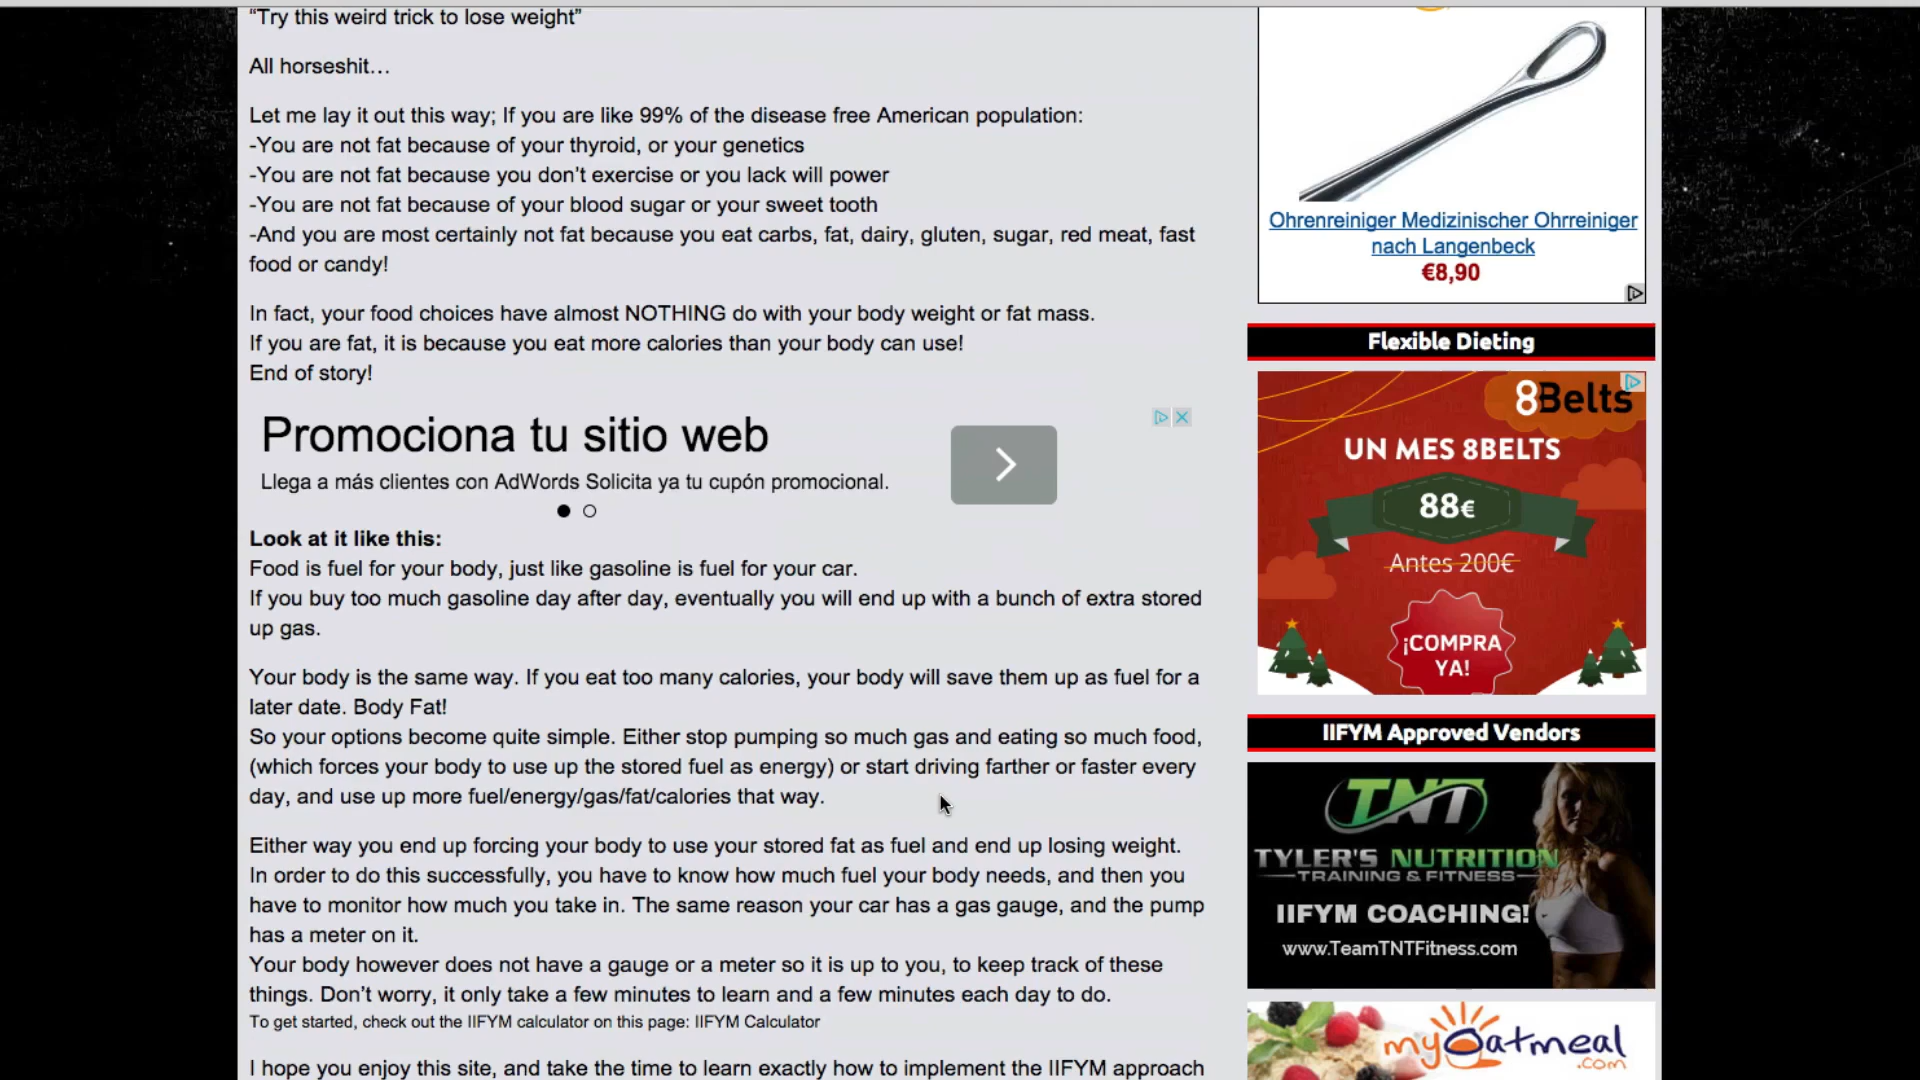 “Try this weird trick to lose weight”
All horseshit…
Let me lay it out this way; If you are like 99% of the disease free American population:
-You are not fat because of your thyroid, or your genetics
-You are not fat because you don’t exercise or you lack will power
-You are not fat because of your blood sugar or your sweet tooth
-And you are most certainly not fat because you eat carbs, fat, dairy, gluten, sugar, red meat, fast
food or candy!
In fact, your food choices have almost NOTHING do with your body weight or fat mass.
If you are fat, it is because you eat more calories than your body can use!
End of story!
Promociona tu sitio web
Llega a más clientes con AdWords Solicita ya tu cupón promocional.
Look at it like this:
Food is fuel for your body, just like gasoline is fuel for your car.
If you buy too much gasoline day after day, eventually you will end up with a bunch of extra stored
up gas.
Your body is the same way. If you eat too many calories, your body will save them up as fuel for a
later date. Body Fat!
So your options become quite simple. Either stop pumping so much gas and eating so much food,
(which forces your body to use up the stored fuel as energy) or start driving farther or faster every
day, and use up more fuel/energy/gas/fat/calories that way.
Either way you end up forcing your body to use your stored fat as fuel and end up losing weight.
In order to do this successfully, you have to know how much fuel your body needs, and then you
have to monitor how much you take in. The same reason your car has a gas gauge, and the pump
has a meter on it.
Your body however does not have a gauge or a meter so it is up to you, to keep track of these
things. Don’t worry, it only take a few minutes to learn and a few minutes each day to do.
To get started, check out the IIFYM calculator on this page: IIFYM Calculator
I hope you enjoy this site, and take the time to learn exactly how to implement the IIFYM approach
Ohrenreiniger Medizinischer Ohrreiniger
nach Langenbeck
€8,90
Flexible Dieting
8Belts
UN MES 8BELTS
88€
Antes 200€
¡COMPRA
YA!
IIFYM Approved Vendors
TNT
TYLER'S NUTRITION
TRAINING & FITNESS
IIFYM COACHING!
www.TeamTNTFitness.com
myOatmeal
.com